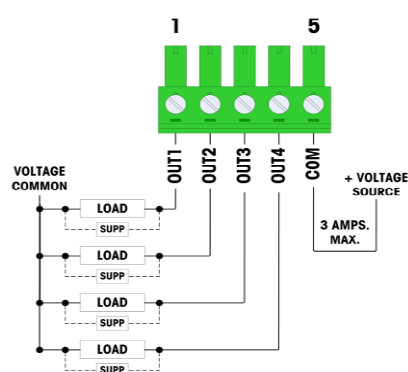 1 5
OUT1 OUT2 OUT3 OUT4 COM
VOLTAGE
COMMON
+ VOLTAGE
SOURCE
3 AMPS.
MAX.
LOAD
SUPP
LOAD
SUPP
LOAD
SUPP
LOAD
SUPP